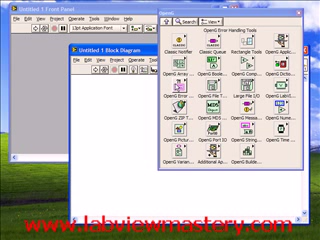 Untitled 1 Front Panel
File Edit View Project Operate Tools Window Help
13pt Application Font
Untitled 1 Block Diagram
File Edit View Project Operate Tools
OpenG
Search View
OpenG Error Handling Tools
Classic Notifier Classic Queue Rectangle Tools OpenG Applic...
OpenG Array ... OpenG Boole... OpenG Comp... OpenG Dictio...
OpenG Error ... OpenG File T... Large File I/O OpenG LabVI...
OpenG ZIP T... OpenG MD5 ... OpenG Messa... OpenG Nume...
OpenG Pictur... OpenG Port IO OpenG String... OpenG Time ...
OpenG Varian... Additional Ap... OpenG Builde...
www.labviewmastery.com